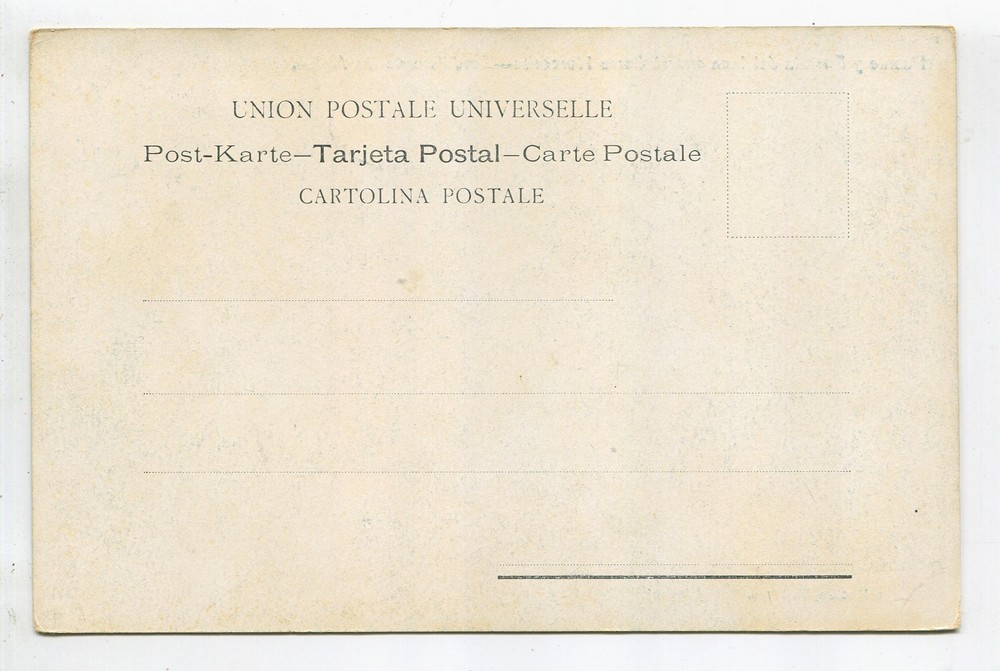 UNION POSTALE UNIVERSELLE
Post-Karte—Tarjeta Postal—Carte Postale
CARTOLINA POSTALE